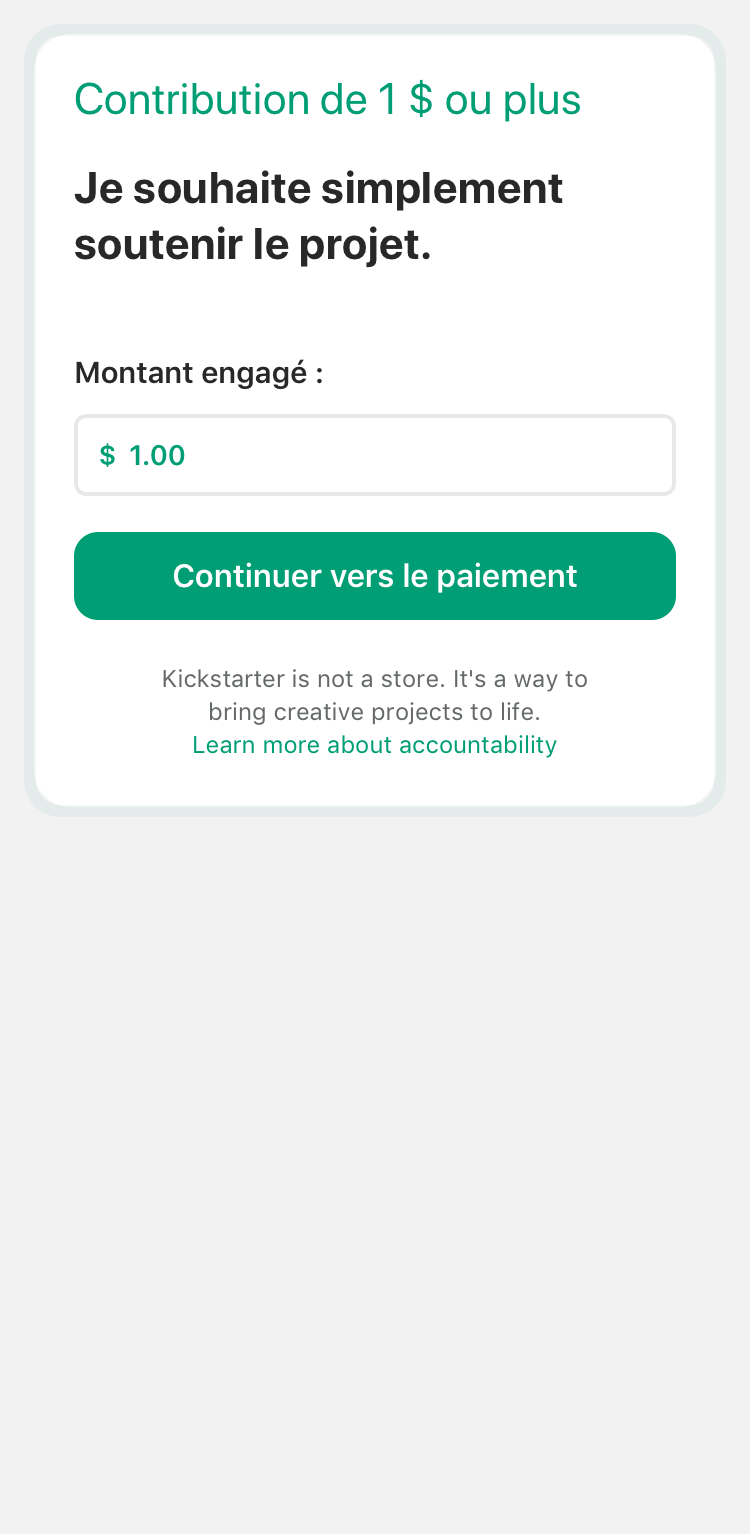 Contribution de 1 $ ou plus
Je souhaite simplement
soutenir le projet.
Montant engagé :
$ 1.00
Continuer vers le paiement
Kickstarter is not a store. It's a way to
bring creative projects to life.
Learn more about accountability